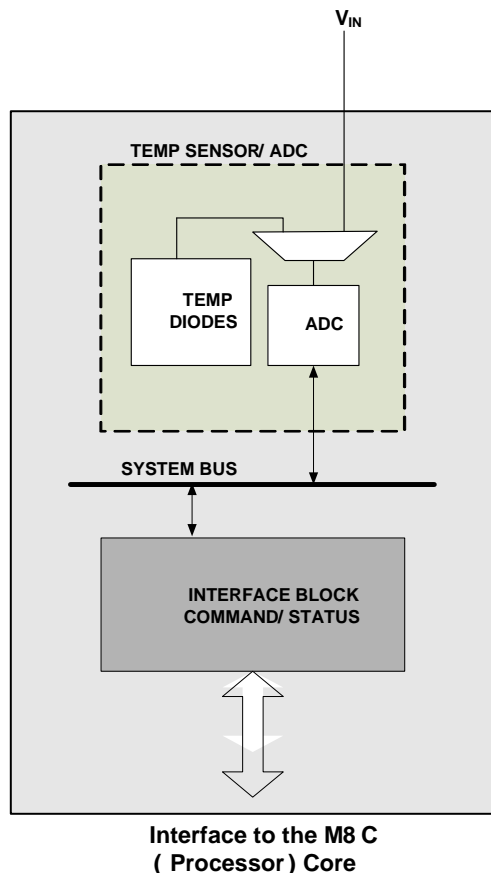 VIN
TEMP SENSOR/ ADC
TEMP
DIODES
ADC
SYSTEM BUS
INTERFACE BLOCK
COMMAND/ STATUS
Interface to the M8 C
( Processor ) Core